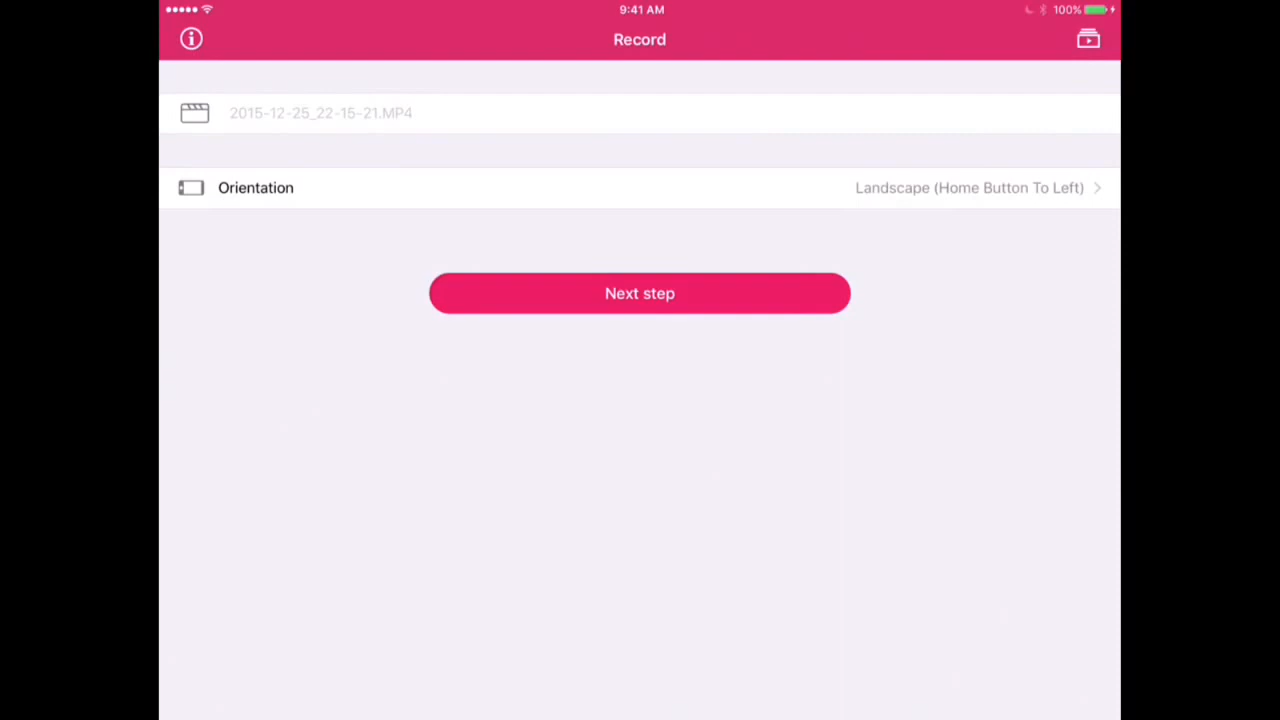 9:41 AM
100%
Record
2015-12-25_22-15-21.MP4
Orientation
Landscape (Home Button To Left)
Next step